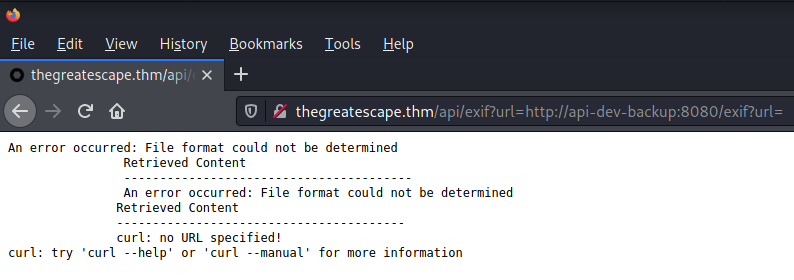 File Edit View History Bookmarks Tools Help
thegreatescape.thm/api/
thegreatescape.thm/api/exif?url=http://api-dev-backup:8080/exif?url=
An error occurred: File format could not be determined
Retrieved Content
----------------------------------------
An error occurred: File format could not be determined
Retrieved Content
----------------------------------------
curl: no URL specified!
curl: try 'curl --help' or 'curl --manual' for more information